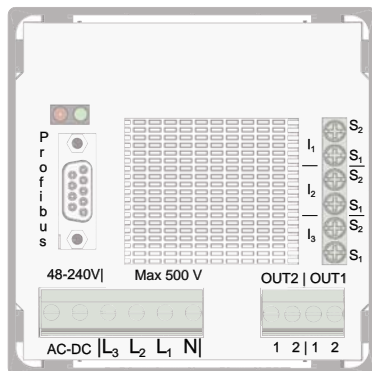 Profibus
I₁
I₂
I₃
S₂
S₁
S₂
S₁
S₂
S₁
48-240V|
Max 500 V
OUT2 | OUT1
AC-DC |L₃ L₂ L₁ N|
1 2|1 2